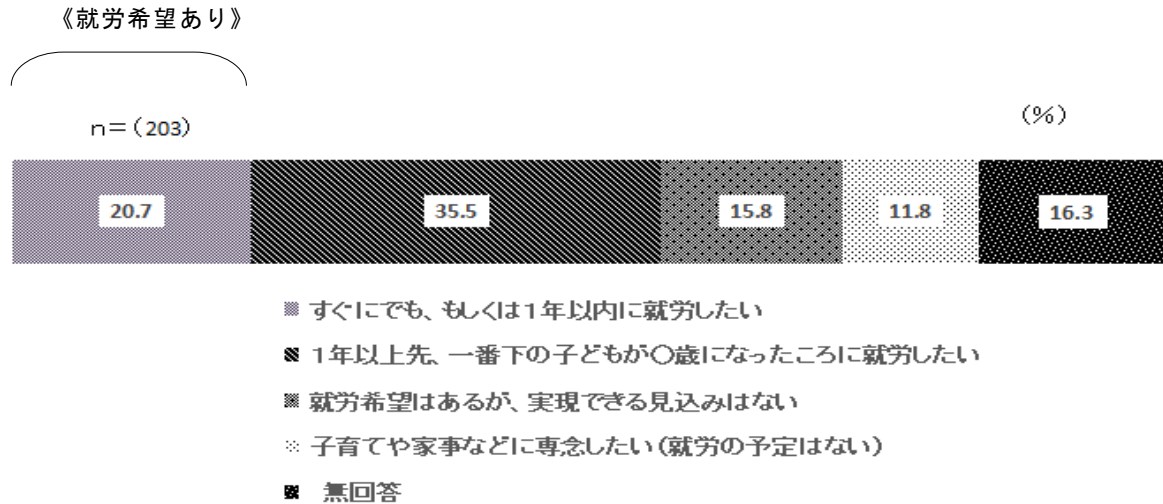 《就労希望あり》
n＝（203）
（％）
20.7 35.5 15.8 11.8 16.3
すぐにでも、もしくは１年以内に就労したい
１年以上先、一番下の子どもが〇歳になったころに就労したい
就労希望はあるが、実現できる見込みはない
子育てや家事などに専念したい（就労の予定はない）
無回答